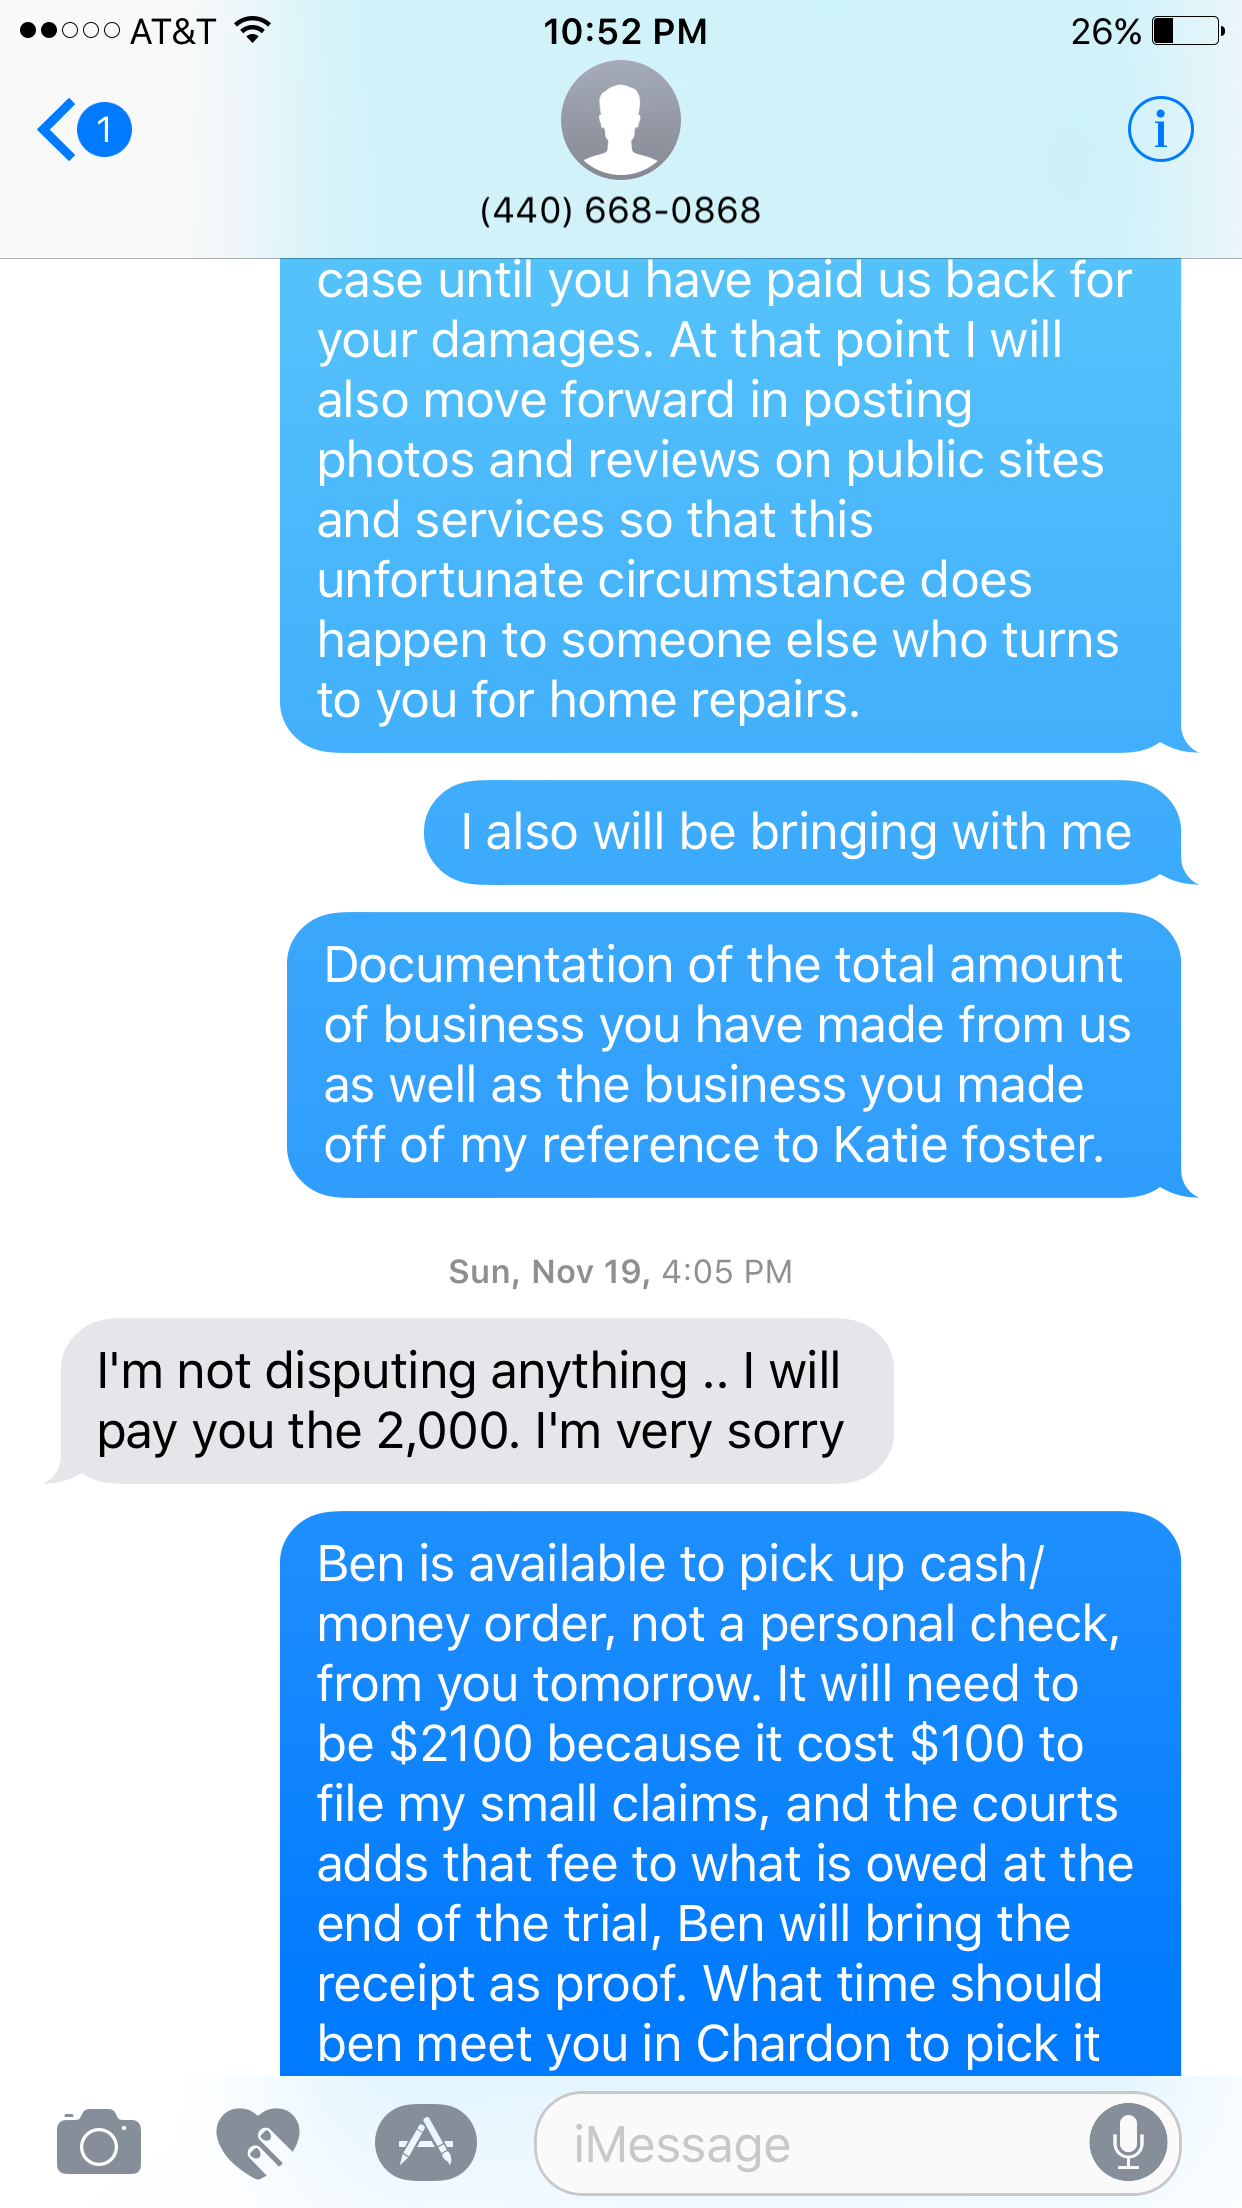 AT&T 10:52 PM 26%
1
(440) 668-0868
case until you have paid us back for
your damages. At that point I will
also move forward in posting
photos and reviews on public sites
and services so that this
unfortunate circumstance does
happen to someone else who turns
to you for home repairs.
I also will be bringing with me
Documentation of the total amount
of business you have made from us
as well as the business you made
off of my reference to Katie foster.
Sun, Nov 19, 4:05 PM
I'm not disputing anything .. I will
pay you the 2,000. I'm very sorry
Ben is available to pick up cash/
money order, not a personal check,
from you tomorrow. It will need to
be $2100 because it cost $100 to
file my small claims, and the courts
adds that fee to what is owed at the
end of the trial, Ben will bring the
receipt as proof. What time should
ben meet you in Chardon to pick it
iMessage